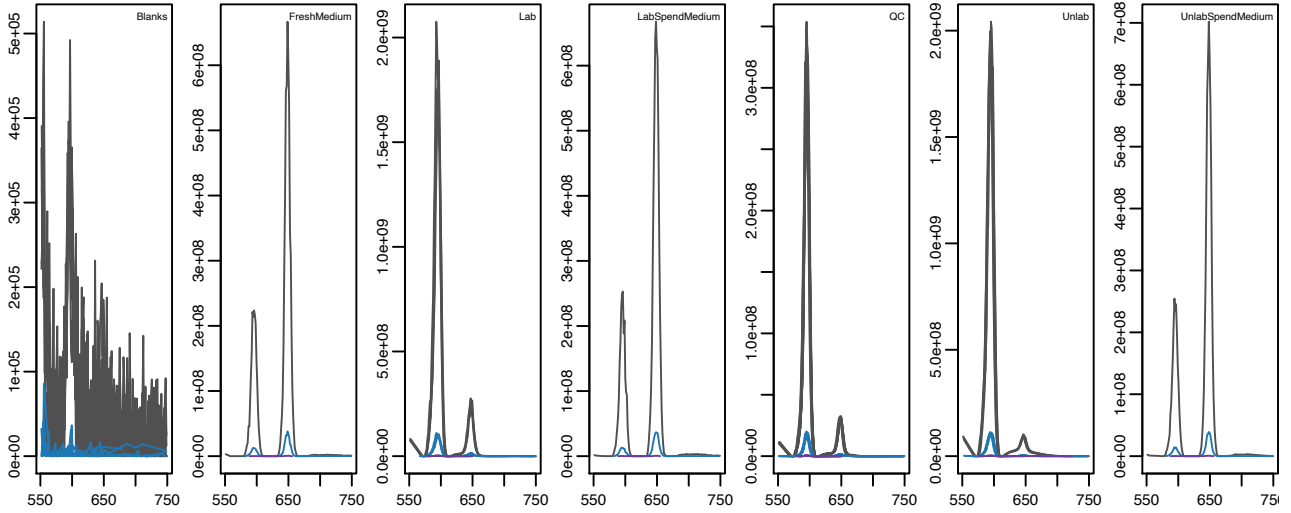 Blanks
0e+00 1e+05 2e+05 3e+05 4e+05 5e+05
550 600 650 700 750
FreshMedium
0e+00 1e+08 2e+08 3e+08 4e+08 5e+08 6e+08
550 650 750
Lab
0.0e+00 5.0e+08 1.0e+09 1.5e+09 2.0e+09
550 650 750
LabSpendMedium
0e+00 1e+08 2e+08 3e+08 4e+08 5e+08 6e+08
550 650 750
QC
0.0e+00 1.0e+08 2.0e+08 3.0e+08
550 650 750
Unlab
0.0e+00 5.0e+08 1.0e+09 1.5e+09 2.0e+09
550 650 750
UnlabSpendMedium
0e+00 1e+08 2e+08 3e+08 4e+08 5e+08 6e+08 7e+08
550 650 750